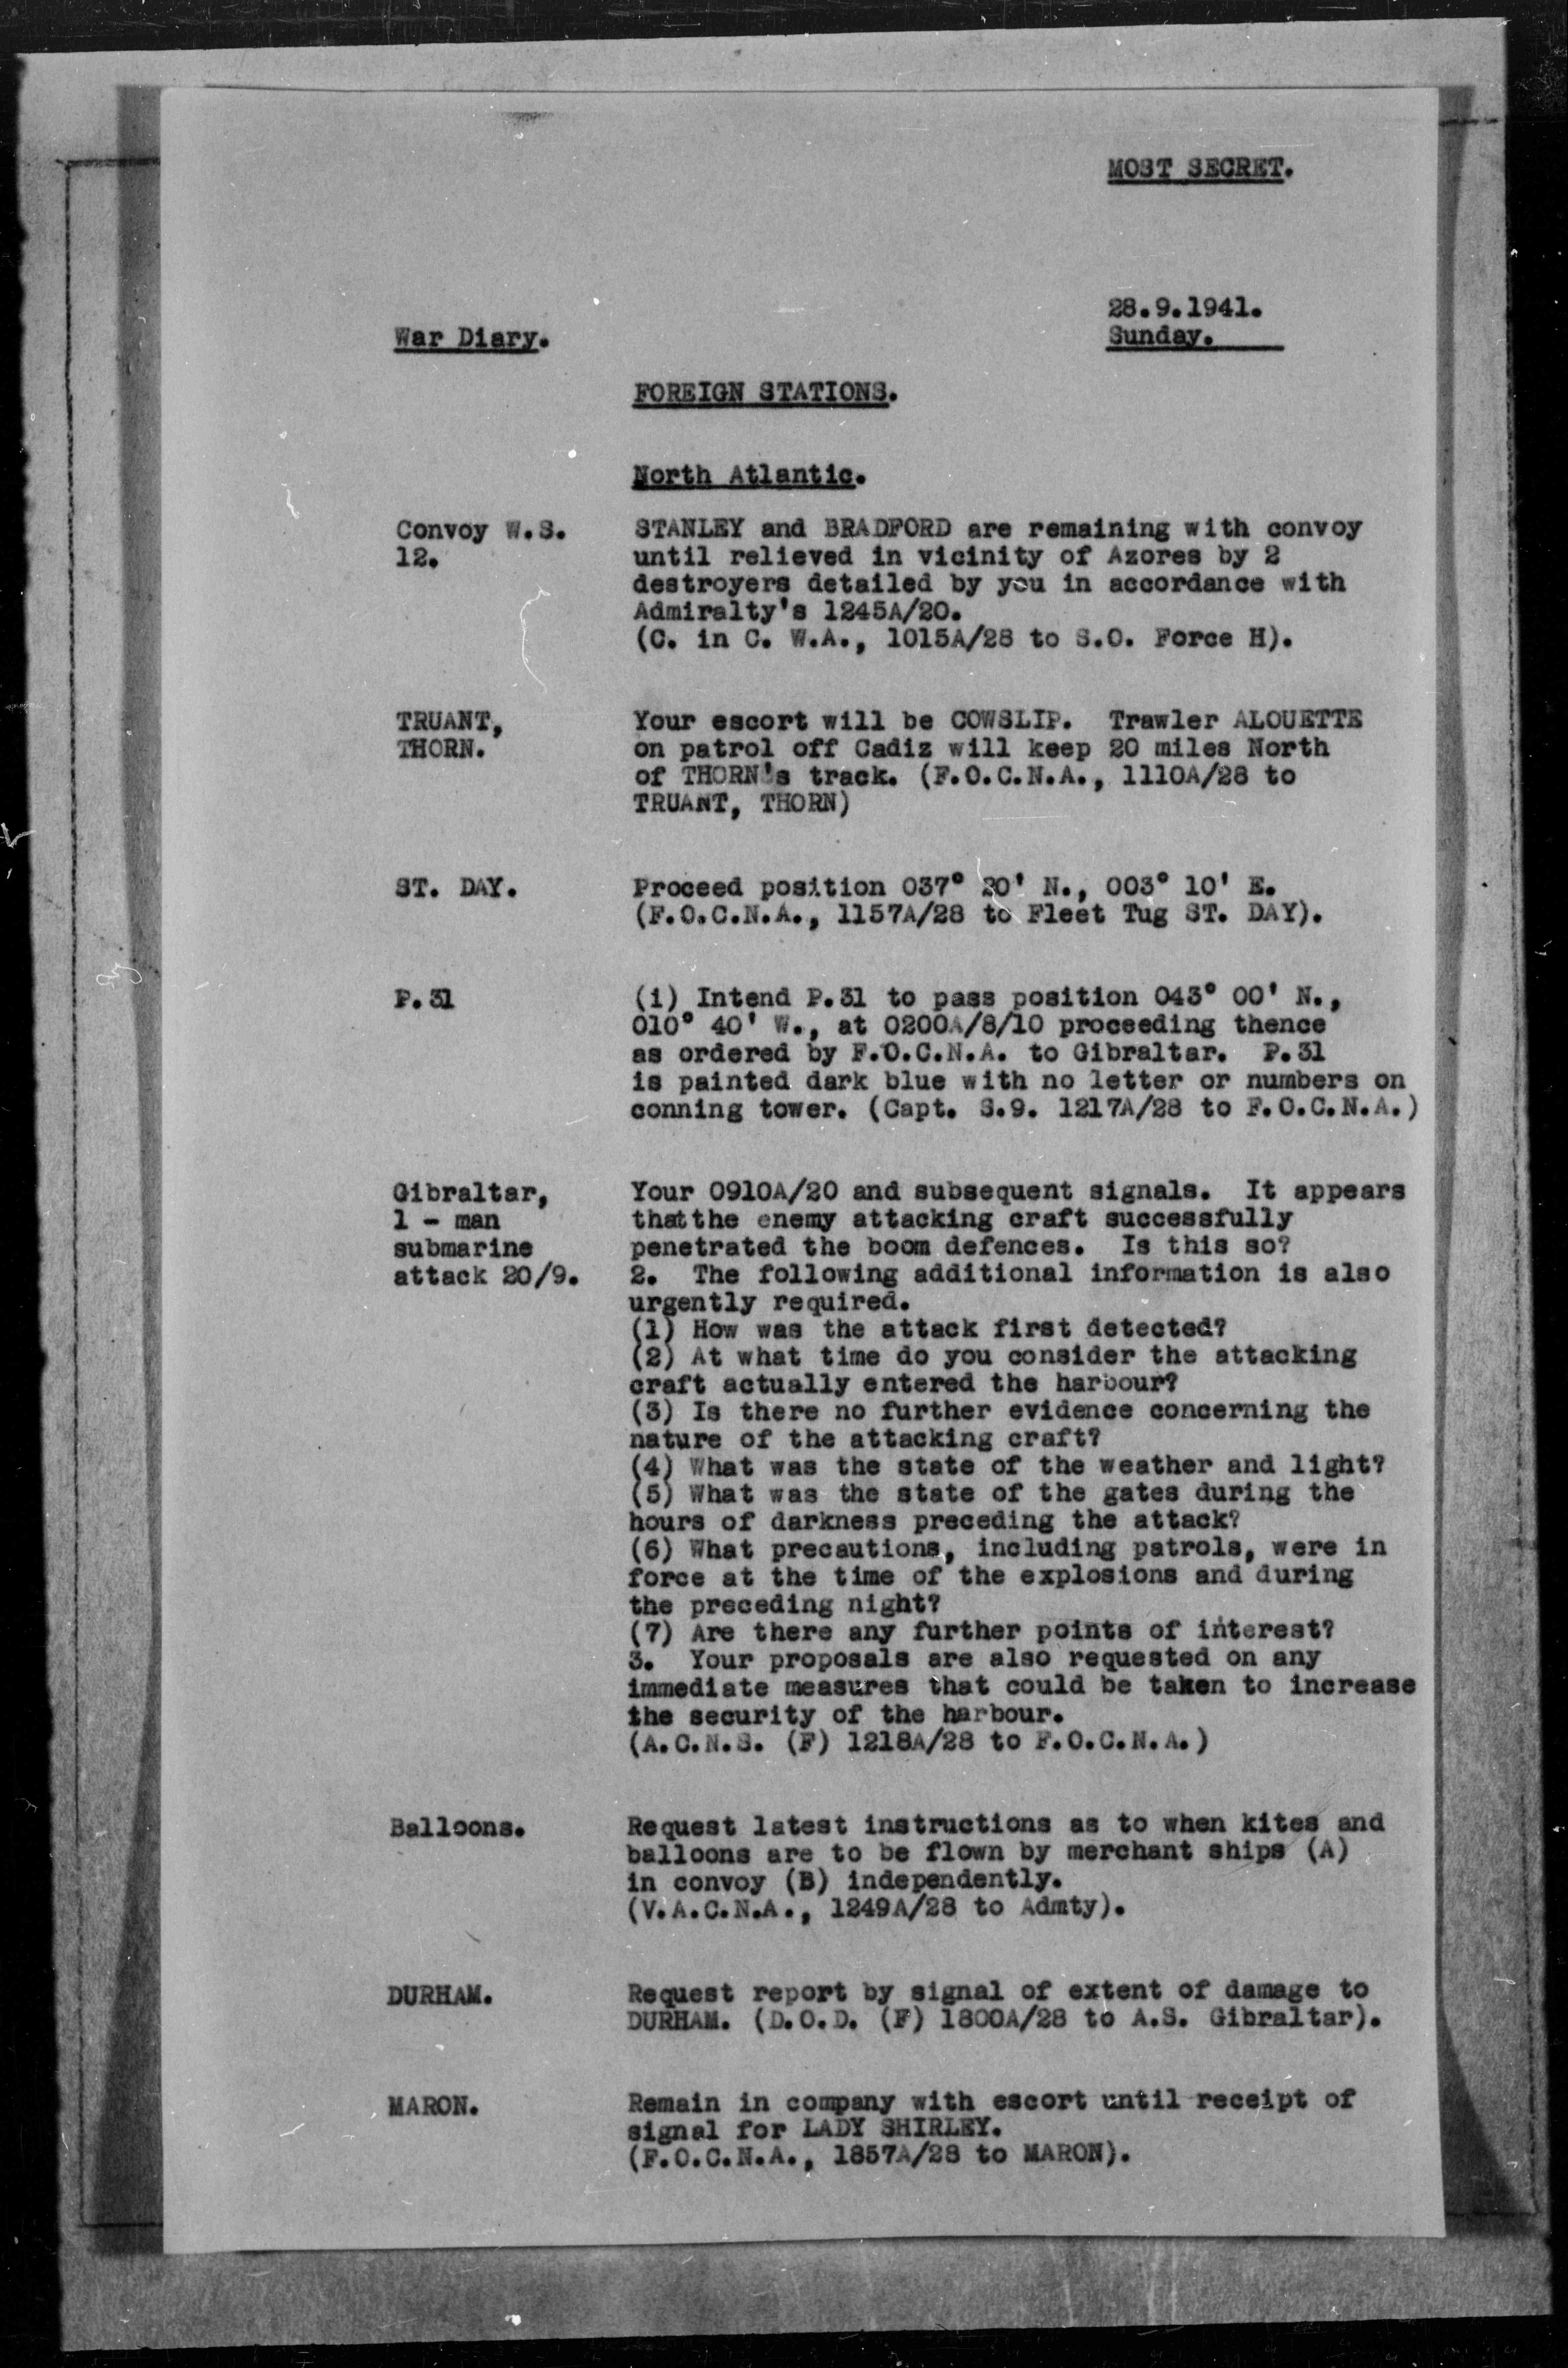 MOST SECRET.
28.9.1941.
War Diary.
Sunday.
FOREIGN STATIONS.
North Atlantic.
Convoy W.S.
12.
STANLEY and BRADFORD are remaining with convoy
until relieved in vicinity of Azores by 2
destroyers detailed by you in accordance with
Admiralty's 1245A/20.
(C. in C. W.A., 1015A/28 to S.O. Force H).
TRUANT,
THORN.
Your escort will be COWSLIP. Trawler ALOUETTE
on patrol off Cadiz will keep 20 miles North
of THORN's track. (F.O.C.N.A., 1110A/28 to
TRUANT, THORN)
ST. DAY.
Proceed position 037° 20' N., 003° 10' E.
(F.O.C.N.A., 1157A/28 to Fleet Tug ST. DAY).
P.31
(i) Intend P.31 to pass position 043° 00' N.,
010° 40' W., at 0200A/8/10 proceeding thence
as ordered by F.O.C.N.A. to Gibraltar. P.31
is painted dark blue with no letter or numbers on
conning tower. (Capt. S.9. 1217A/28 to F.O.C.N.A.)
Gibraltar,
1 - man
submarine
attack 20/9.
Your 0910A/20 and subsequent signals. It appears
that the enemy attacking craft successfully
penetrated the boom defences. Is this so?
2. The following additional information is also
urgently required.
(1) How was the attack first detected?
(2) At what time do you consider the attacking
craft actually entered the harbour?
(3) Is there no further evidence concerning the
nature of the attacking craft?
(4) What was the state of the weather and light?
(5) What was the state of the gates during the
hours of darkness preceding the attack?
(6) What precautions, including patrols, were in
force at the time of the explosions and during
the preceding night?
(7) Are there any further points of interest?
3. Your proposals are also requested on any
immediate measures that could be taken to increase
the security of the harbour.
(A.C.N.S. (F) 1218A/28 to F.O.C.N.A.)
Balloons.
Request latest instructions as to when kites and
balloons are to be flown by merchant ships (A)
in convoy (B) independently.
(V.A.C.N.A., 1249A/28 to Admty).
DURHAM.
Request report by signal of extent of damage to
DURHAM. (D.O.D. (F) 1800A/28 to A.S. Gibraltar).
MARON.
Remain in company with escort until receipt of
signal for LADY SHIRLEY.
(F.O.C.N.A., 1857A/28 to MARON).